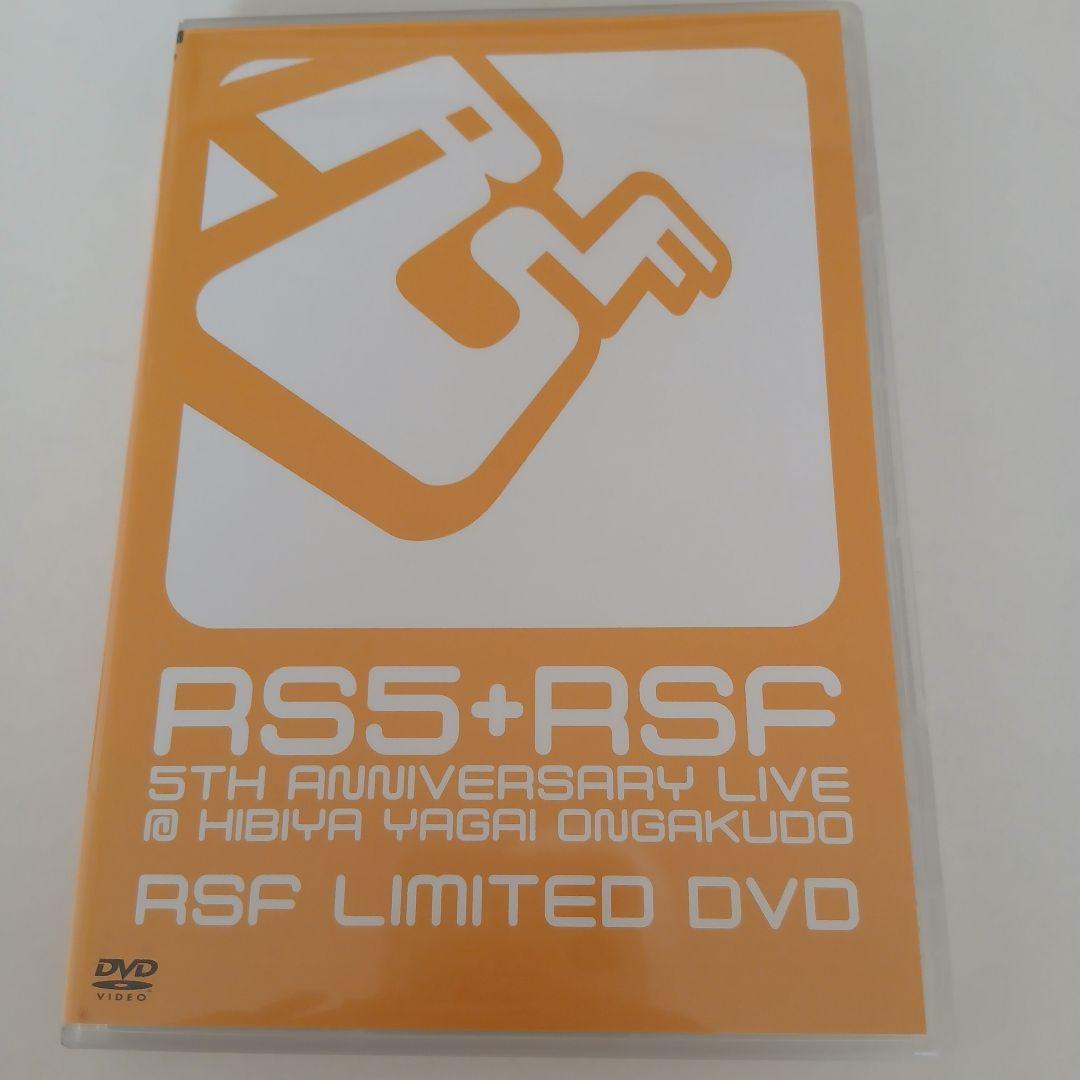 RS5+RSF
5TH ANNIVERSARY LIVE
@ HIBIYA YAGAI ONGAKUDO
RSF LIMITED DVD
DVD
VIDEO